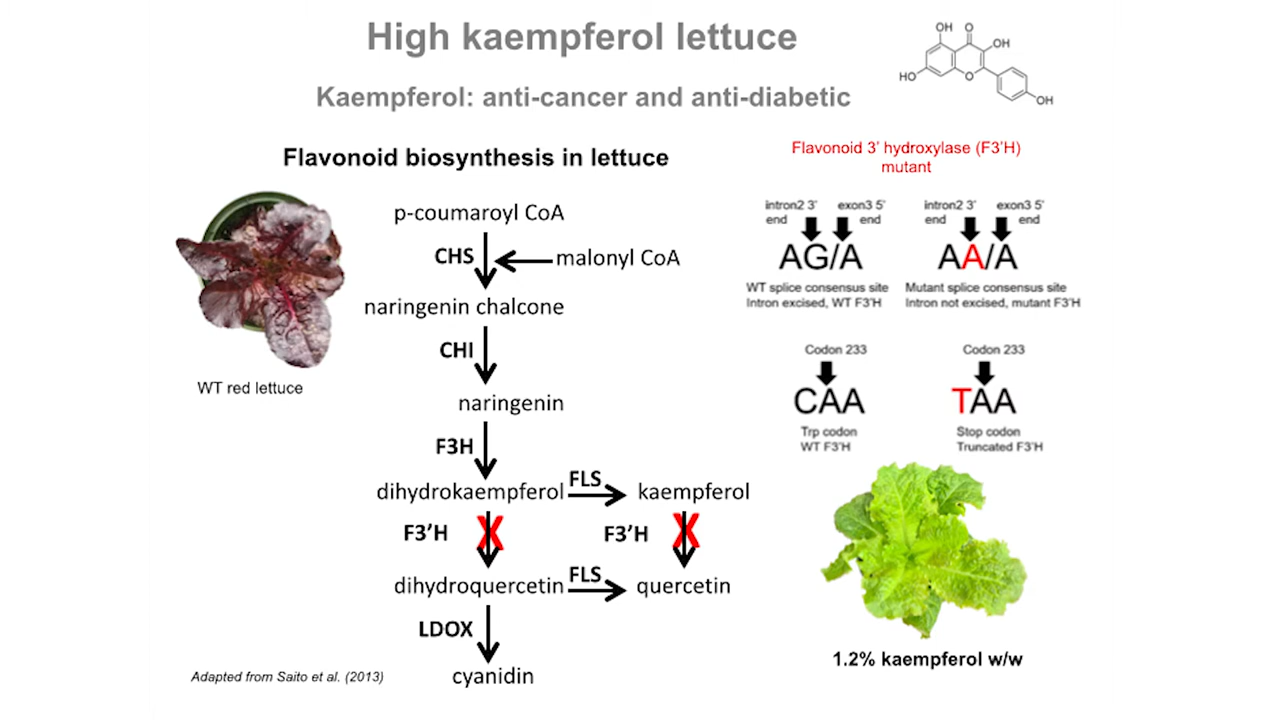 High kaempferol lettuce
Kaempferol: anti-cancer and anti-diabetic
OH
O
OH
HO
O
OH
Flavonoid biosynthesis in lettuce
WT red lettuce
p-coumaroyl CoA
CHS
malonyl CoA
naringenin chalcone
CHI
naringenin
F3H
dihydrokaempferol
FLS
kaempferol
F3’H
X
F3’H
X
dihydroquercetin
FLS
quercetin
LDOX
cyanidin
Adapted from Saito et al. (2013)
Flavonoid 3’ hydroxylase (F3’H)
mutant
intron2 3’
end
exon3 5’
end
AG/A
WT splice consensus site
Intron excised, WT F3’H
intron2 3’
end
exon3 5’
end
AA/A
Mutant splice consensus site
Intron not excised, mutant F3’H
Codon 233
CAA
Trp codon
WT F3’H
Codon 233
TAA
Stop codon
Truncated F3’H
1.2% kaempferol w/w